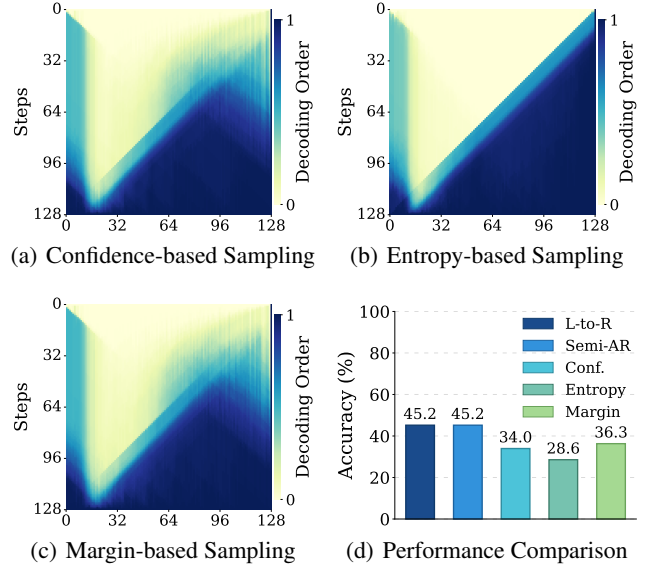 0
32
64
96
128
Steps
0 32 64 96 128
1
0
Decoding Order
(a) Confidence-based Sampling
0
32
64
96
128
Steps
0 32 64 96 128
1
0
Decoding Order
(b) Entropy-based Sampling
0
32
64
96
128
Steps
0 32 64 96 128
1
0
Decoding Order
(c) Margin-based Sampling
100
80
60
40
20
0
Accuracy (%)
L-to-R
Semi-AR
Conf.
Entropy
Margin
45.2 45.2 34.0 28.6 36.3
(d) Performance Comparison